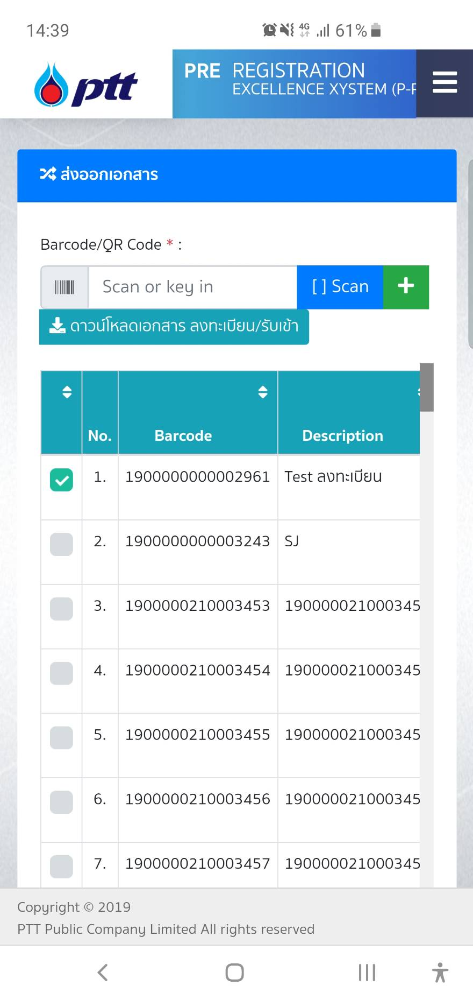 14:39
4G 61%
ptt
PRE REGISTRATION
EXCELLENCE XYSTEM (P-
ส่งออกเอกสาร
Barcode/QR Code * :
Scan or key in
[ ] Scan
ดาวน์โหลดเอกสาร ลงทะเบียน/รับเข้า
No. Barcode Description
1. 1900000000002961 Test ลงทะเบียน
2. 1900000000003243 SJ
3. 1900000210003453 190000021000345
4. 1900000210003454 190000021000345
5. 1900000210003455 190000021000345
6. 1900000210003456 190000021000345
7. 1900000210003457 190000021000345
Copyright © 2019
PTT Public Company Limited All rights reserved